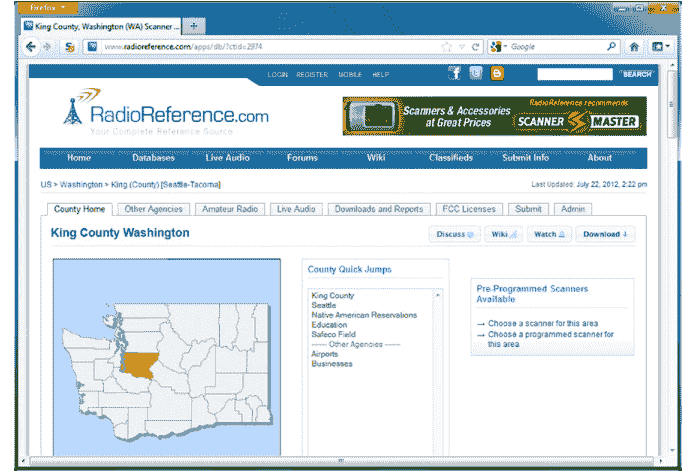 Firefox
King County, Washington (WA) Scanner ...
www.radioreference.com/apps/db/?ctid=2974
Google
LOGIN REGISTER MOBILE HELP
SEARCH
RadioReference.com
Your Complete Reference Source
RadioReference recommends
Scanners & Accessories
at Great Prices
SCANNER MASTER
Home Databases Live Audio Forums Wiki Classifieds Submit Info About
US > Washington > King (County) [Seattle-Tacoma]
Last Updated: July 22, 2012, 2:22 pm
County Home Other Agencies Amateur Radio Live Audio Downloads and Reports FCC Licenses Submit Admin
King County Washington
Discuss Wiki Watch Download
County Quick Jumps
King County
Seattle
Native American Reservations
Education
Safeco Field
------ Other Agencies ------
Airports
Businesses
Pre-Programmed Scanners
Available
→ Choose a scanner for this area
→ Choose a programmed scanner for
this area